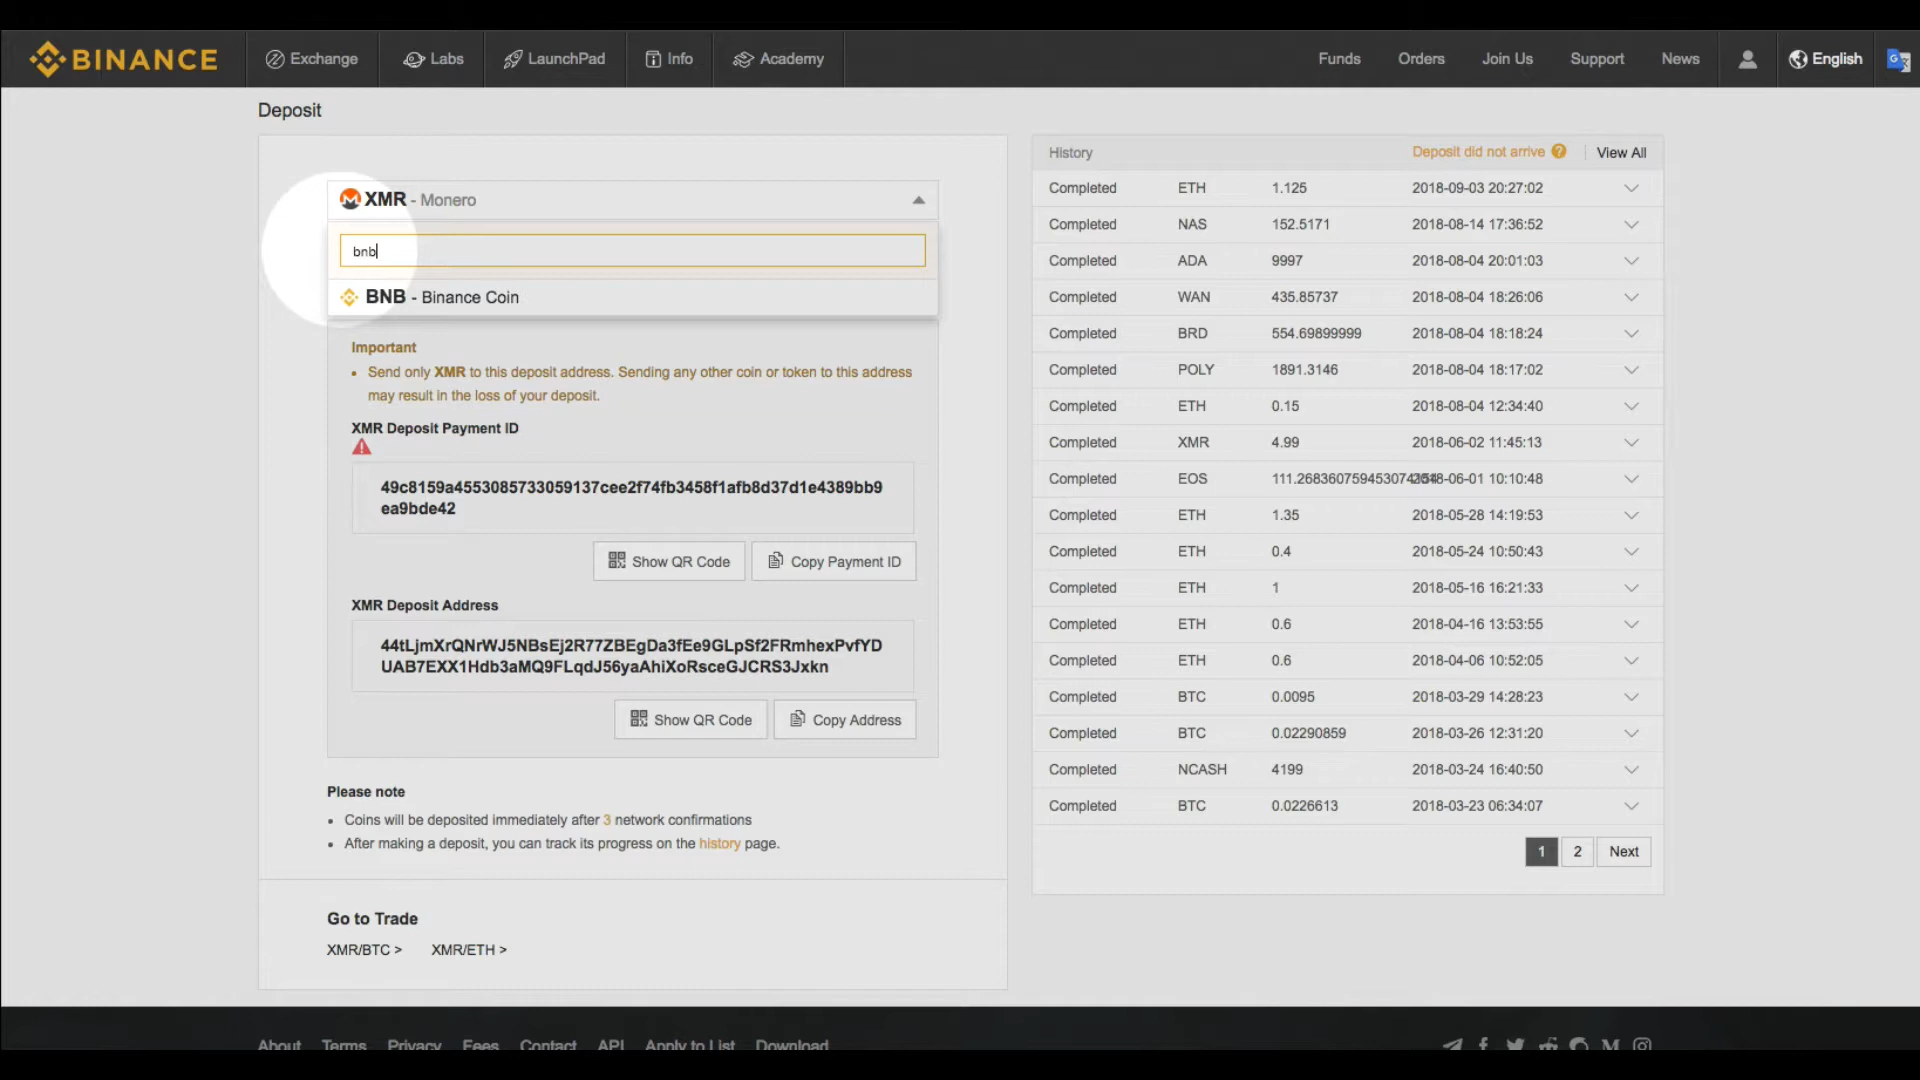 BINANCE
Exchange
Labs
LaunchPad
Info
Academy
Funds
Orders
Join Us
Support
News
English
Deposit
XMR - Monero
bnb
BNB - Binance Coin
Important
Send only XMR to this deposit address. Sending any other coin or token to this address
may result in the loss of your deposit.
XMR Deposit Payment ID
49c8159a4553085733059137cee2f74fb3458f1afb8d37d1e4389bb9
ea9bde42
Show QR Code
Copy Payment ID
XMR Deposit Address
44tLjmXrQNrWJ5NBsEj2R77ZBEgDa3fEe9GLpSf2FRmhexPvfYD
UAB7EXX1Hdb3aMQ9FLqdJ56yaAhiXoRsceGJCRS3Jxkn
Show QR Code
Copy Address
Please note
Coins will be deposited immediately after 3 network confirmations
After making a deposit, you can track its progress on the history page.
Go to Trade
XMR/BTC >
XMR/ETH >
History
Deposit did not arrive ?
View All
Completed ETH 1.125 2018-09-03 20:27:02
Completed NAS 152.5171 2018-08-14 17:36:52
Completed ADA 9997 2018-08-04 20:01:03
Completed WAN 435.85737 2018-08-04 18:26:06
Completed BRD 554.69899999 2018-08-04 18:18:24
Completed POLY 1891.3146 2018-08-04 18:17:02
Completed ETH 0.15 2018-08-04 12:34:40
Completed XMR 4.99 2018-06-02 11:45:13
Completed EOS 10:10:48
Completed ETH 1.35 2018-05-28 14:19:53
Completed ETH 0.4 2018-05-24 10:50:43
Completed ETH 1 2018-05-16 16:21:33
Completed ETH 0.6 2018-04-16 13:53:55
Completed ETH 0.6 2018-04-06 10:52:05
Completed BTC 0.0095 2018-03-29 14:28:23
Completed BTC 0.02290859 2018-03-26 12:31:20
Completed NCASH 4199 2018-03-24 16:40:50
Completed BTC 0.0226613 2018-03-23 06:34:07
1 2 Next
About Terms Privacy Fees Contact API Apply to List Download